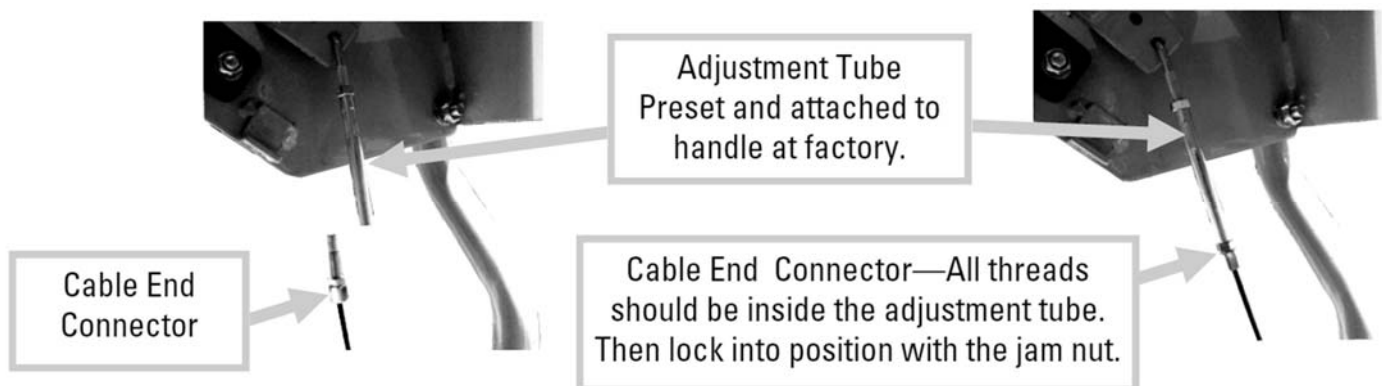 Adjustment Tube
Preset and attached to
handle at factory.
Cable End
Connector
Cable End Connector—All threads
should be inside the adjustment tube.
Then lock into position with the jam nut.